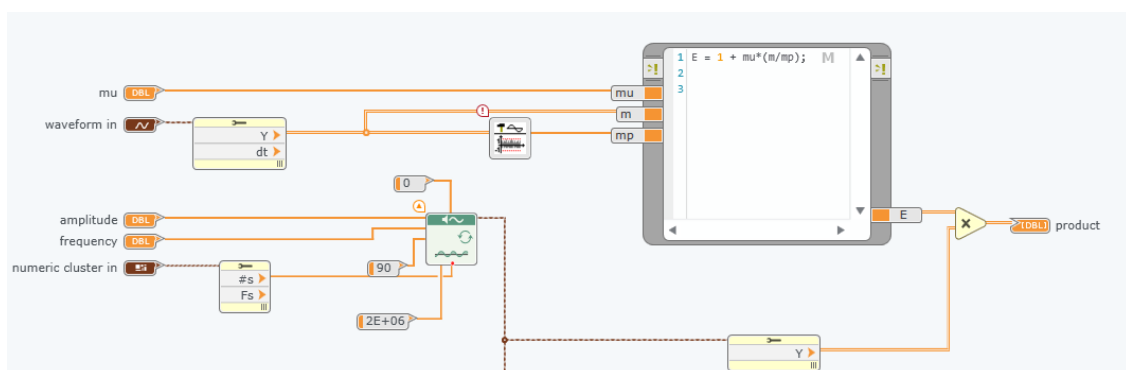 1 E = 1 + mu*(m/mp); M
2
3
mu DBL
mu
waveform in
m
Y
mp
dt
0
amplitude DBL
frequency DBL
E
[DBL] product
numeric cluster in
90
#s
Fs
2E+06
Y